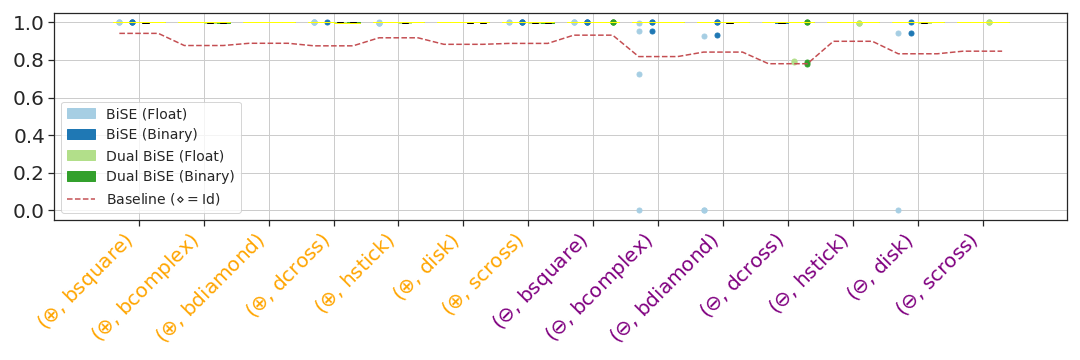 1.0
0.8
0.6
0.4
0.2
0.0
BiSE (Float)
BiSE (Binary)
Dual BiSE (Float)
Dual BiSE (Binary)
Baseline (⋄ = Id)
(⊕, bsquare)
(⊕, bcomplex)
(⊕, bdiamond)
(⊕, dcross)
(⊕, hstick)
(⊕, disk)
(⊕, scross)
(⊖, bsquare)
(⊖, bcomplex)
(⊖, bdiamond)
(⊖, dcross)
(⊖, hstick)
(⊖, disk)
(⊖, scross)